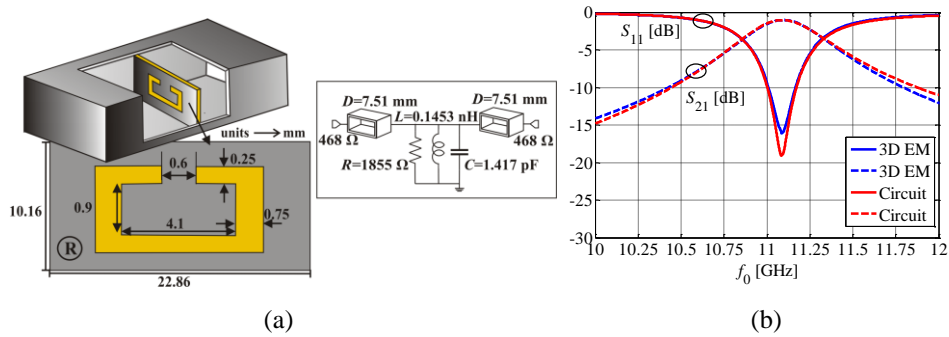 units mm
0.6
0.25
0.9
4.1
0.75
10.16
22.86
R
D=7.51 mm
D=7.51 mm
L=0.1453 nH
468 Ω
468 Ω
R=1855 Ω
C=1.417 pF
(a)
0
-5
-10
-15
-20
-25
-30
S11 [dB]
S21 [dB]
3D EM
3D EM
Circuit
Circuit
10 10.25 10.5 10.75 11 11.25 11.5 11.75 12
f0 [GHz]
(b)